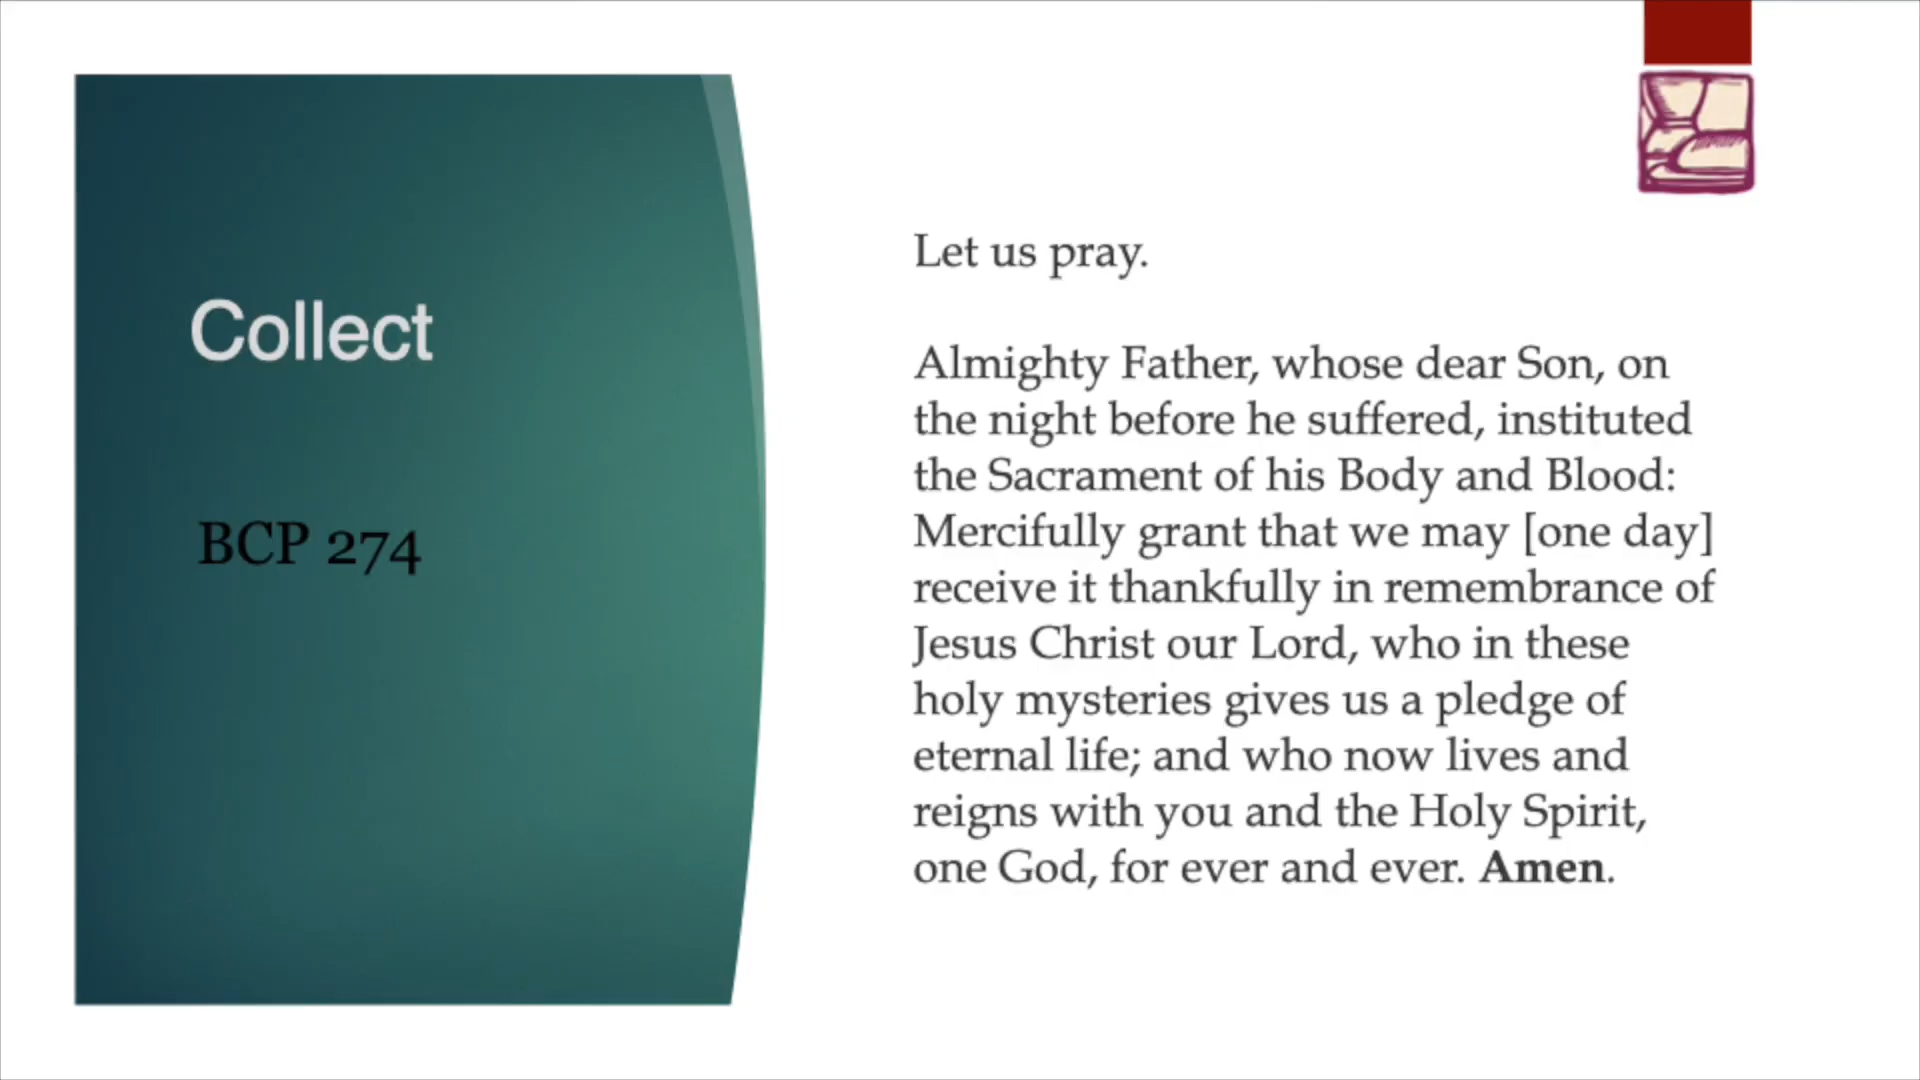 Collect
BCP 274
Let us pray.
Almighty Father, whose dear Son, on
the night before he suffered, instituted
the Sacrament of his Body and Blood:
Mercifully grant that we may [one day]
receive it thankfully in remembrance of
Jesus Christ our Lord, who in these
holy mysteries gives us a pledge of
eternal life; and who now lives and
reigns with you and the Holy Spirit,
one God, for ever and ever. Amen.